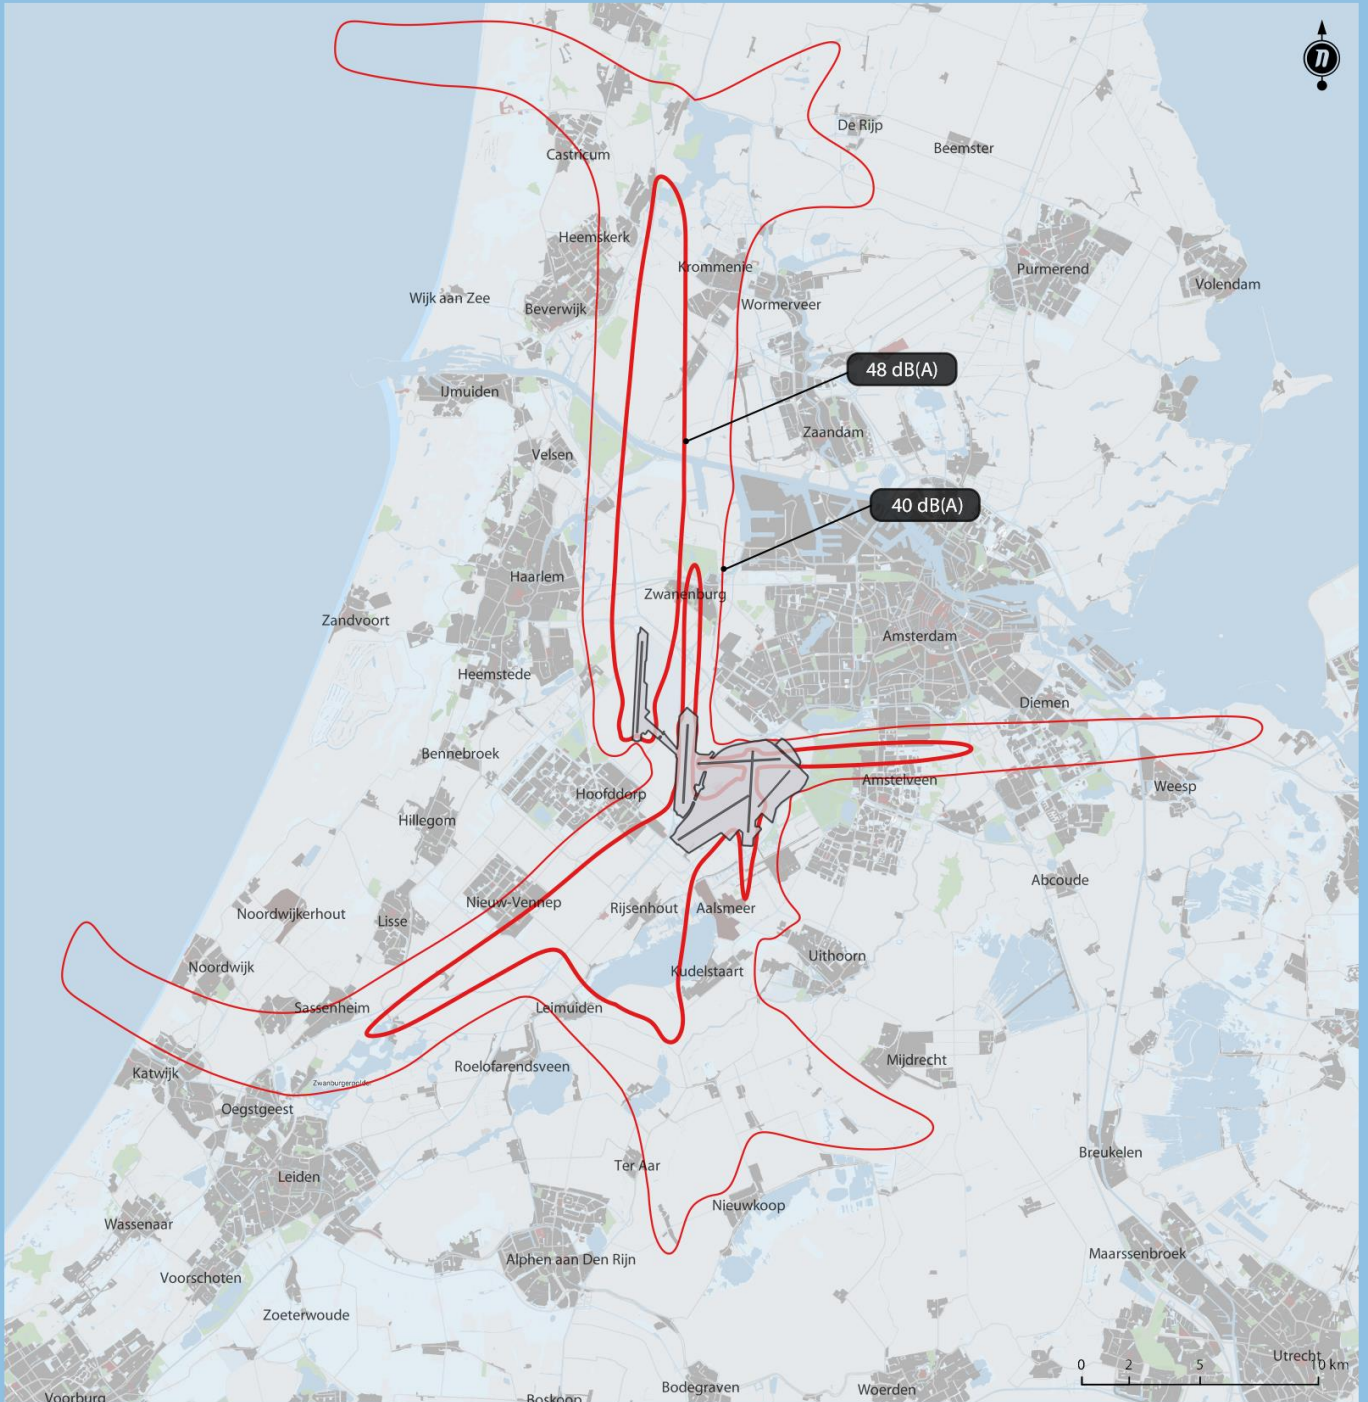 n
De Rijp
Beemster
Castricum
Heemskerk
Krommenie
Purmerend
Volendam
Wijk aan Zee
Beverwijk
Wormerveer
48 dB(A)
IJmuiden
Zaandam
Velsen
40 dB(A)
Haarlem
Zwanenburg
Zandvoort
Amsterdam
Heemstede
Diemen
Bennebroek
Amstelveen
Weesp
Hoofddorp
Hillegom
Abcoude
Nieuw-Vennep
Rijsenhout
Aalsmeer
Noordwijkerhout
Lisse
Uithoorn
Noordwijk
Kudelstaart
Sassenheim
Leimuiden
Mijdrecht
Roelofarendsveen
Katwijk
Oegstgeest
Breukelen
Ter Aar
Leiden
Nieuwkoop
Wassenaar
Maarssenbroek
Alphen aan Den Rijn
Voorschoten
Zoeterwoude
Utrecht
0 2 5 10 km
Bodegraven
Woerden
Voorburg
Boskoop